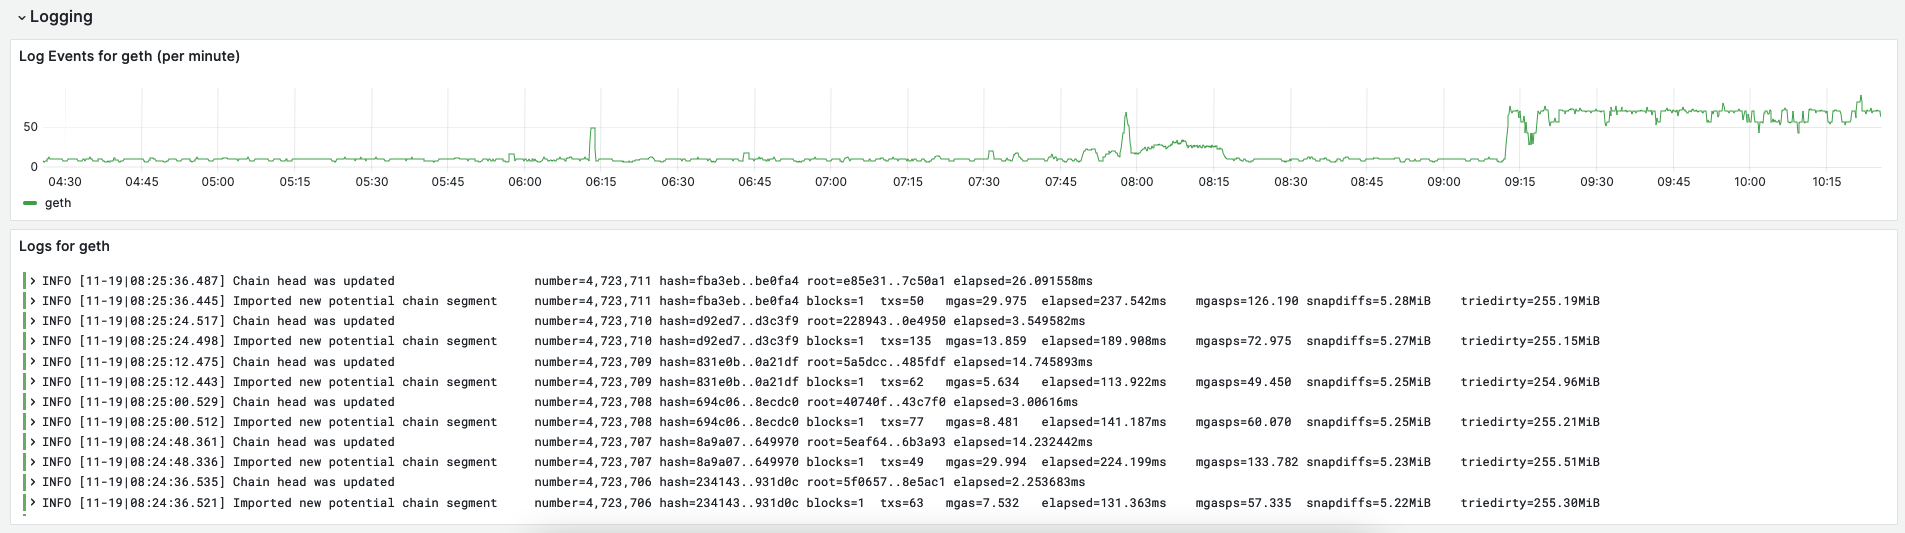 Logging
Log Events for geth (per minute)
50
0
04:30 04:45 05:00 05:15 05:30 05:45 06:00 06:15 06:30 06:45 07:00 07:15 07:30 07:45 08:00 08:15 08:30 08:45 09:00 09:15 09:30 09:45 10:00 10:15
geth
Logs for geth
> INFO [11-19|08:25:36.487] Chain head was updated number=4,723,711 hash=fba3eb..be0fa4 root=e85e31..7c50a1 elapsed=26.091558ms
> INFO [11-19|08:25:36.445] Imported new potential chain segment number=4,723,711 hash=fba3eb..be0fa4 blocks=1 txs=50 mgas=29.975 elapsed=237.542ms mgasps=126.190 snapdiffs=5.28MiB triedirty=255.19MiB
> INFO [11-19|08:25:24.517] Chain head was updated number=4,723,710 hash=d92ed7..d3c3f9 root=228943..0e4950 elapsed=3.549582ms
> INFO [11-19|08:25:24.498] Imported new potential chain segment number=4,723,710 hash=d92ed7..d3c3f9 blocks=1 txs=135 mgas=13.859 elapsed=189.908ms mgasps=72.975 snapdiffs=5.27MiB triedirty=255.15MiB
> INFO [11-19|08:25:12.475] Chain head was updated number=4,723,709 hash=831e0b..0a21df root=5a5dcc..485fdf elapsed=14.745893ms
> INFO [11-19|08:25:12.443] Imported new potential chain segment number=4,723,709 hash=831e0b..0a21df blocks=1 txs=62 mgas=5.634 elapsed=113.922ms mgasps=49.450 snapdiffs=5.25MiB triedirty=254.96MiB
> INFO [11-19|08:25:00.529] Chain head was updated number=4,723,708 hash=694c06..8ecdc0 root=40740f..43c7f0 elapsed=3.00616ms
> INFO [11-19|08:25:00.512] Imported new potential chain segment number=4,723,708 hash=694c06..8ecdc0 blocks=1 txs=77 mgas=8.481 elapsed=141.187ms mgasps=60.070 snapdiffs=5.25MiB triedirty=255.21MiB
> INFO [11-19|08:24:48.361] Chain head was updated number=4,723,707 hash=8a9a07..649970 root=5eaf64..6b3a93 elapsed=14.232442ms
> INFO [11-19|08:24:48.336] Imported new potential chain segment number=4,723,707 hash=8a9a07..649970 blocks=1 txs=49 mgas=29.994 elapsed=224.199ms mgasps=133.782 snapdiffs=5.23MiB triedirty=255.51MiB
> INFO [11-19|08:24:36.535] Chain head was updated number=4,723,706 hash=234143..931d0c root=5f0657..8e5ac1 elapsed=2.253683ms
> INFO [11-19|08:24:36.521] Imported new potential chain segment number=4,723,706 hash=234143..931d0c blocks=1 txs=63 mgas=7.532 elapsed=131.363ms mgasps=57.335 snapdiffs=5.22MiB triedirty=255.30MiB